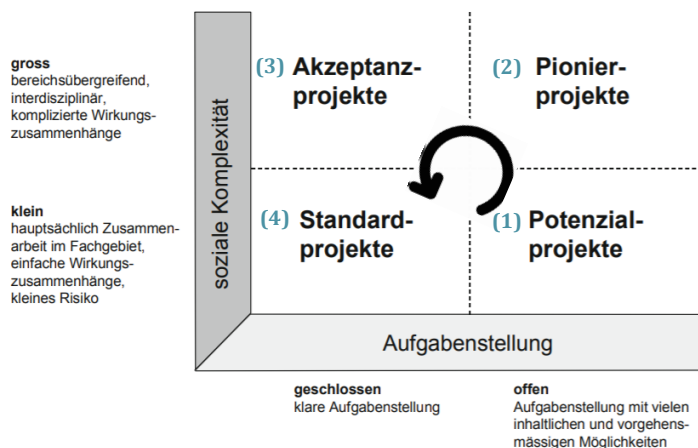 gross
bereichsübergreifend,
interdisziplinär,
komplizierte Wirkungs-
zusammenhänge
klein
hauptsächlich Zusammen-
arbeit im Fachgebiet,
einfache Wirkungs-
zusammenhänge,
kleines Risiko
soziale Komplexität
(3) Akzeptanz-
projekte
(2) Pionier-
projekte
(4) Standard-
projekte
(1) Potenzial-
projekte
Aufgabenstellung
geschlossen
klare Aufgabenstellung
offen
Aufgabenstellung mit vielen
inhaltlichen und vorgehens-
mässigen Möglichkeiten